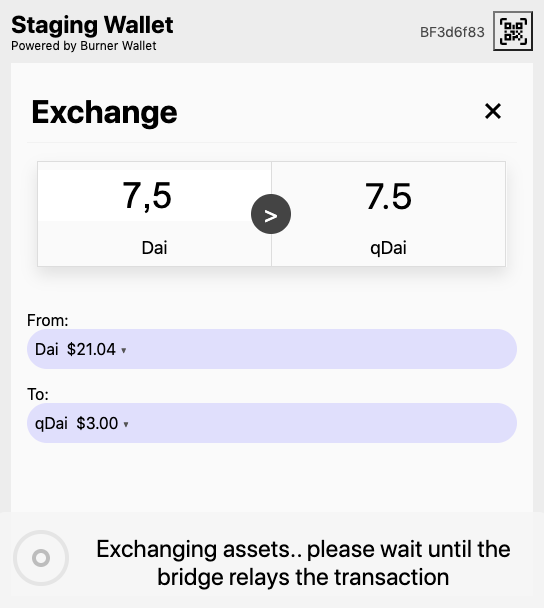 Staging Wallet
Powered by Burner Wallet
BF3d6f83
Exchange
×
7,5
>
7.5
Dai
qDai
From:
Dai $21.04 ▾
To:
qDai $3.00 ▾
Exchanging assets.. please wait until the
bridge relays the transaction